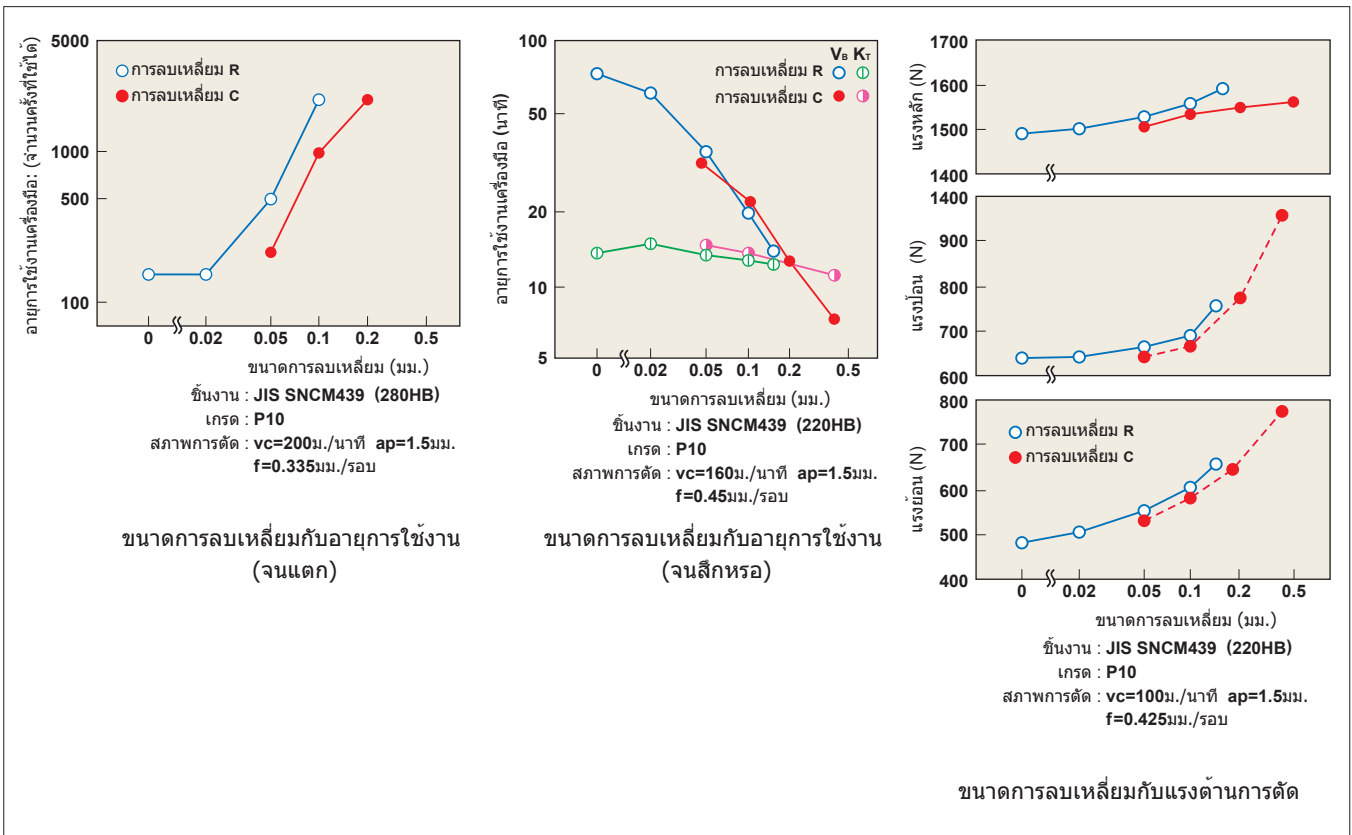 อายุการใช้งานเครื่องมือ: (จำนวนครั้งที่ใช้ได้)
5000
1000
500
100
การลบเหลี่ยม R
การลบเหลี่ยม C
0 0.02 0.05 0.1 0.2 0.5
ขนาดการลบเหลี่ยม (มม.)
ชิ้นงาน : JIS SNCM439 (280HB)
เกรด : P10
สภาพการตัด : vc=200ม./นาที ap=1.5มม.
f=0.335มม./รอบ
ขนาดการลบเหลี่ยมกับอายุการใช้งาน
(จนแตก)
อายุการใช้งานเครื่องมือ (นาที)
100
50
20
10
5
VB KT
การลบเหลี่ยม R
การลบเหลี่ยม C
0 0.02 0.05 0.1 0.2 0.5
ขนาดการลบเหลี่ยม (มม.)
ชิ้นงาน : JIS SNCM439 (220HB)
เกรด : P10
สภาพการตัด : vc=160ม./นาที ap=1.5มม.
f=0.45มม./รอบ
ขนาดการลบเหลี่ยมกับอายุการใช้งาน
(จนสึกหรอ)
แรงหลัก (N)
1700
1600
1500
1400
แรงป้อน (N)
1400
900
800
700
600
แรงย้อน (N)
800
700
600
500
400
การลบเหลี่ยม R
การลบเหลี่ยม C
0 0.02 0.05 0.1 0.2 0.5
ขนาดการลบเหลี่ยม (มม.)
ชิ้นงาน : JIS SNCM439 (220HB)
เกรด : P10
สภาพการตัด : vc=100ม./นาที ap=1.5มม.
f=0.425มม./รอบ
ขนาดการลบเหลี่ยมกับแรงต้านการตัด